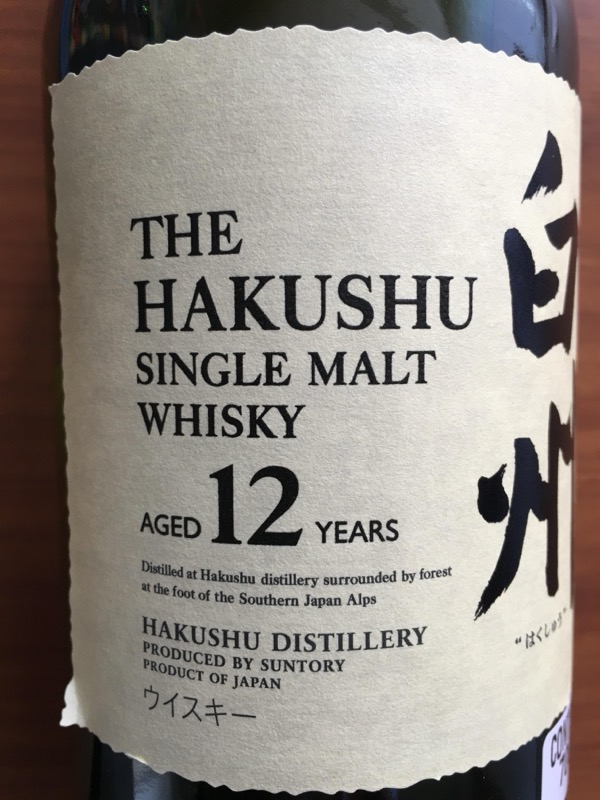 THE
HAKUSHU
SINGLE MALT
WHISKY
AGED 12 YEARS
Distilled at Hakushu distillery surrounded by forest
at the foot of the Southern Japan Alps
HAKUSHU DISTILLERY
PRODUCED BY SUNTORY
PRODUCT OF JAPAN
ウイスキー
白州
"はくしゅう"